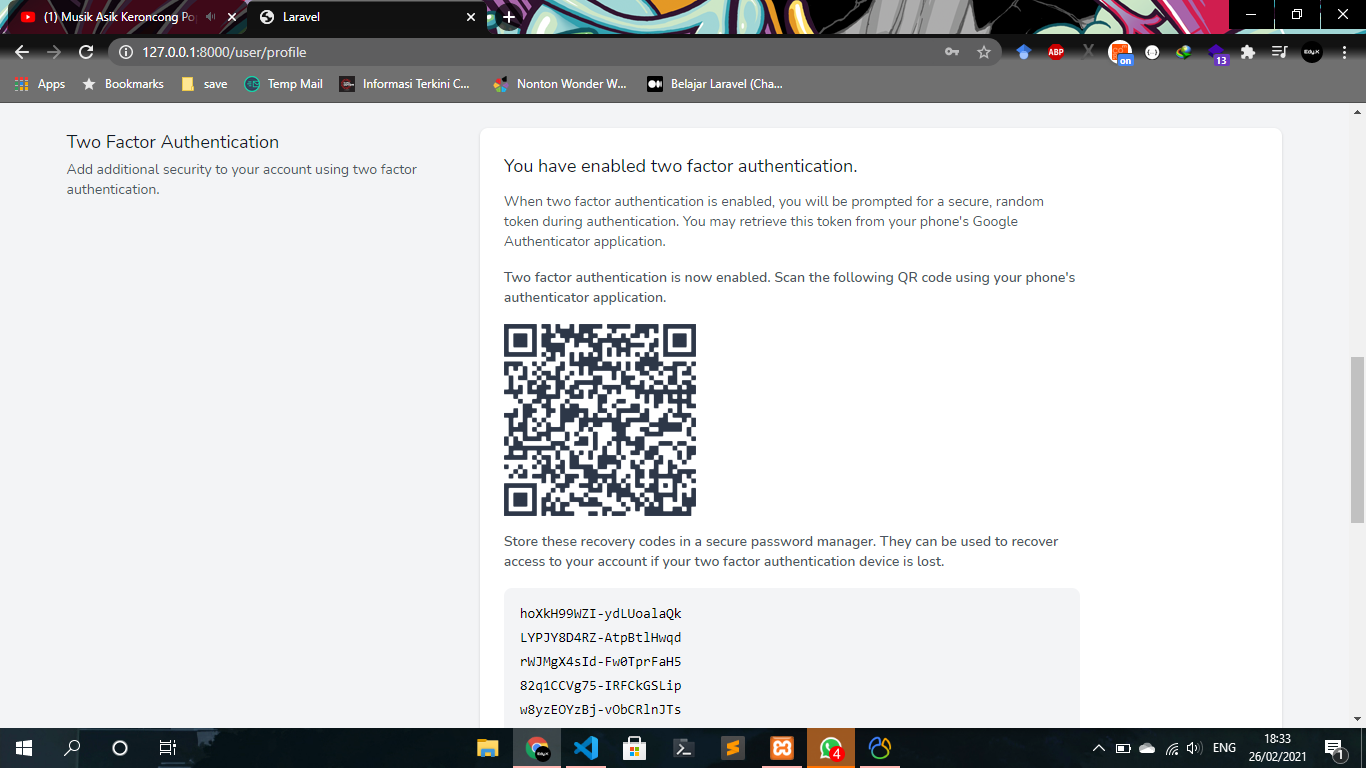 (1) Musik Asik Keroncong Po
Laravel
127.0.0.1:8000/user/profile
ABP
on
13
Edy.X
Apps
Bookmarks
save
Temp Mail
Informasi Terkini C...
Nonton Wonder W...
Belajar Laravel (Cha...
Two Factor Authentication
Add additional security to your account using two factor
authentication.
You have enabled two factor authentication.
When two factor authentication is enabled, you will be prompted for a secure, random
token during authentication. You may retrieve this token from your phone's Google
Authenticator application.
Two factor authentication is now enabled. Scan the following QR code using your phone's
authenticator application.
Store these recovery codes in a secure password manager. They can be used to recover
access to your account if your two factor authentication device is lost.
hoXkH99WZI-ydLUoalaQk
LYPJY8D4RZ-AtpBtlHwqd
rWJMgX4sId-Fw0TprFaH5
82q1CCVg75-IRFCkGSLip
w8yzEOYzBj-vObCRlnJTs
4
ENG
18:33
26/02/2021
1